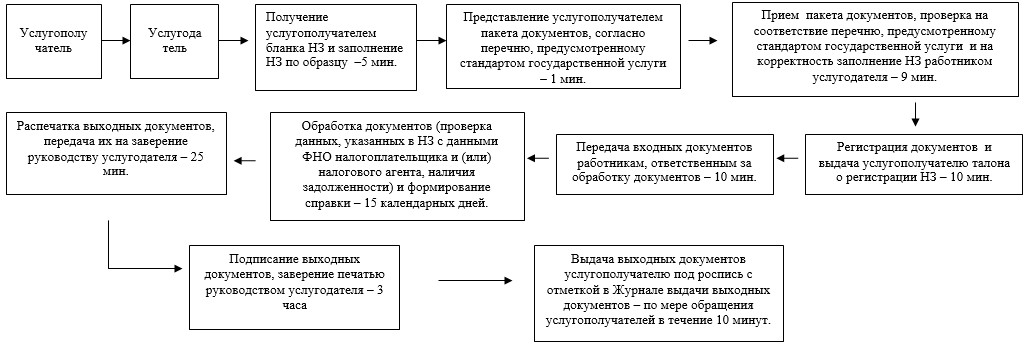 Услугополу
чатель
Услугода
тель
Получение
услугополучателем
бланка НЗ и заполнение
НЗ по образцу –5 мин.
Представление услугополучателем
пакета документов, согласно
перечню, предусмотренному
стандартом государственной услуги
– 1 мин.
Прием пакета документов, проверка на
соответствие перечню, предусмотренному
стандартом государственной услуги и на
корректность заполнение НЗ работником
услугодателя – 9 мин.
Регистрация документов и
выдача услугополучателю талона
о регистрации НЗ – 10 мин.
Передача входных документов
работникам, ответственным за
обработку документов – 10 мин.
Обработка документов (проверка
данных, указанных в НЗ с данными
ФНО налогоплательщика и (или)
налогового агента, наличия
задолженности) и формирование
справки – 15 календарных дней.
Распечатка выходных документов,
передача их на заверение
руководству услугодателя – 25
мин.
Подписание выходных
документов, заверение печатью
руководством услугодателя – 3
часа
Выдача выходных документов
услугополучателю под роспись с
отметкой в Журнале выдачи выходных
документов – по мере обращения
услугополучателей в течение 10 минут.